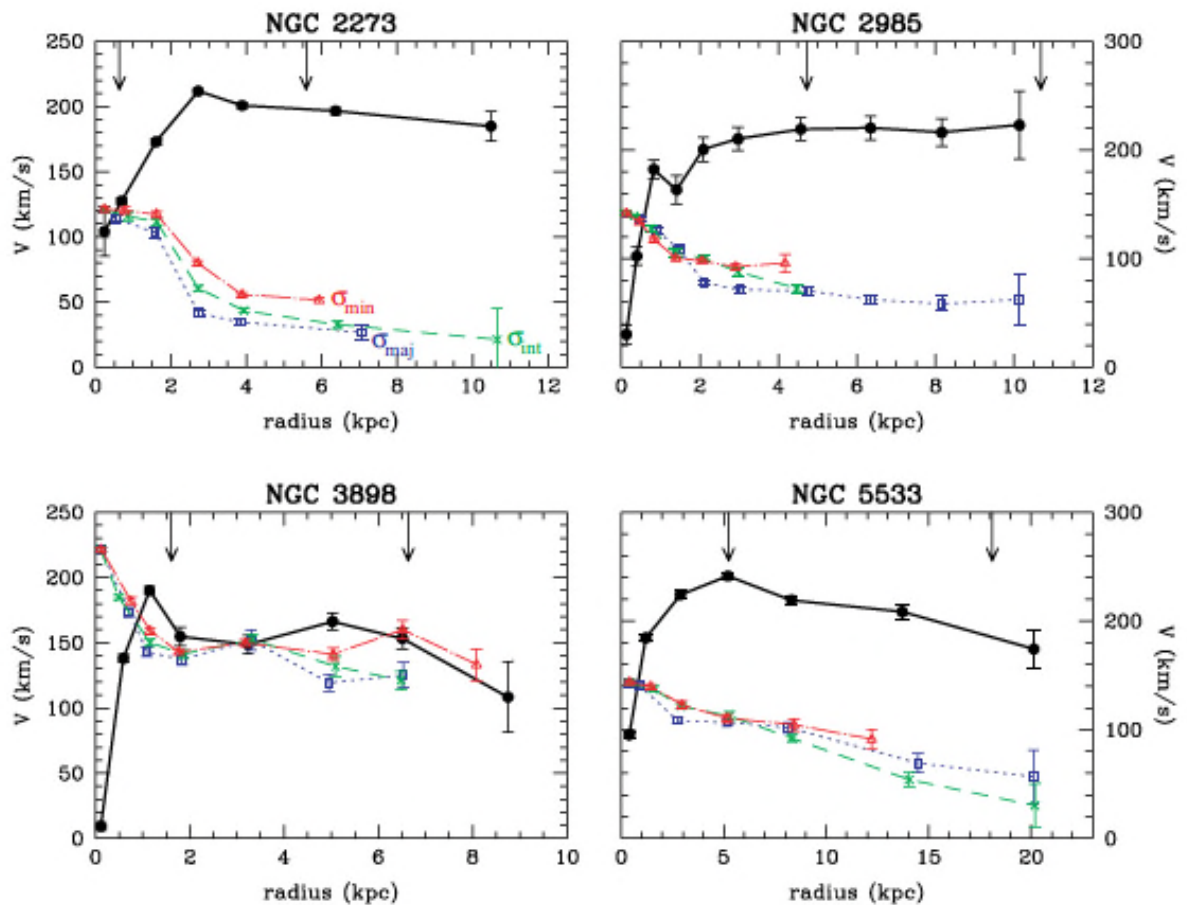 NGC 2273
NGC 2985
250
200
150
100
50
0
V (km/s)
σmin
σmaj
σint
0 2 4 6 8 10 12
radius (kpc)
300
200
100
0
V (km/s)
0 2 4 6 8 10 12
radius (kpc)
NGC 3898
NGC 5533
250
200
150
100
50
0
V (km/s)
0 2 4 6 8 10
radius (kpc)
300
200
100
0
V (km/s)
0 5 10 15 20
radius (kpc)